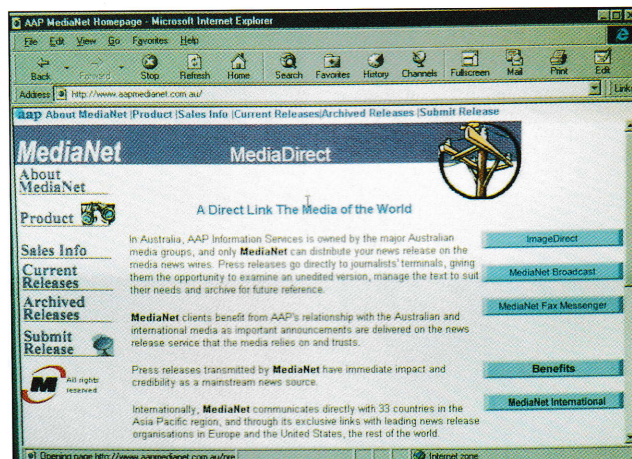 AAP MediaNet Homepage - Microsoft Internet Explorer
File Edit View Go Favorites Help
Back Forward Stop Refresh Home Search Favorites History Channels Fullscreen Mail Print Edit
Address http://www.aapmedianet.com.au/ Links
aap About MediaNet |Product |Sales Info |Current Releases|Archived Releases |Submit Release
MediaNet MediaDirect
About
MediaNet
Product
Sales Info
Current
Releases
Archived
Releases
Submit
Release
All rights
reserved
A Direct Link The Media of the World
In Australia, AAP Information Services is owned by the major Australian
media groups, and only MediaNet can distribute your news release on the
media news wires. Press releases go directly to journalists' terminals, giving
them the opportunity to examine an unedited version, manage the text to suit
their needs and archive for future reference.
MediaNet clients benefit from AAP's relationship with the Australian and
international media as important announcements are delivered on the news
release service that the media relies on and trusts.
Press releases transmitted by MediaNet have immediate impact and
credibility as a mainstream news source.
Internationally, MediaNet communicates directly with 33 countries in the
Asia Pacific region, and through its exclusive links with leading news release
organisations in Europe and the United States, the rest of the world.
ImageDirect
MediaNet Broadcast
MediaNet Fax Messenger
Benefits
MediaNet International
Opening page http://www.aapmedianet.com.au/pre Internet zone